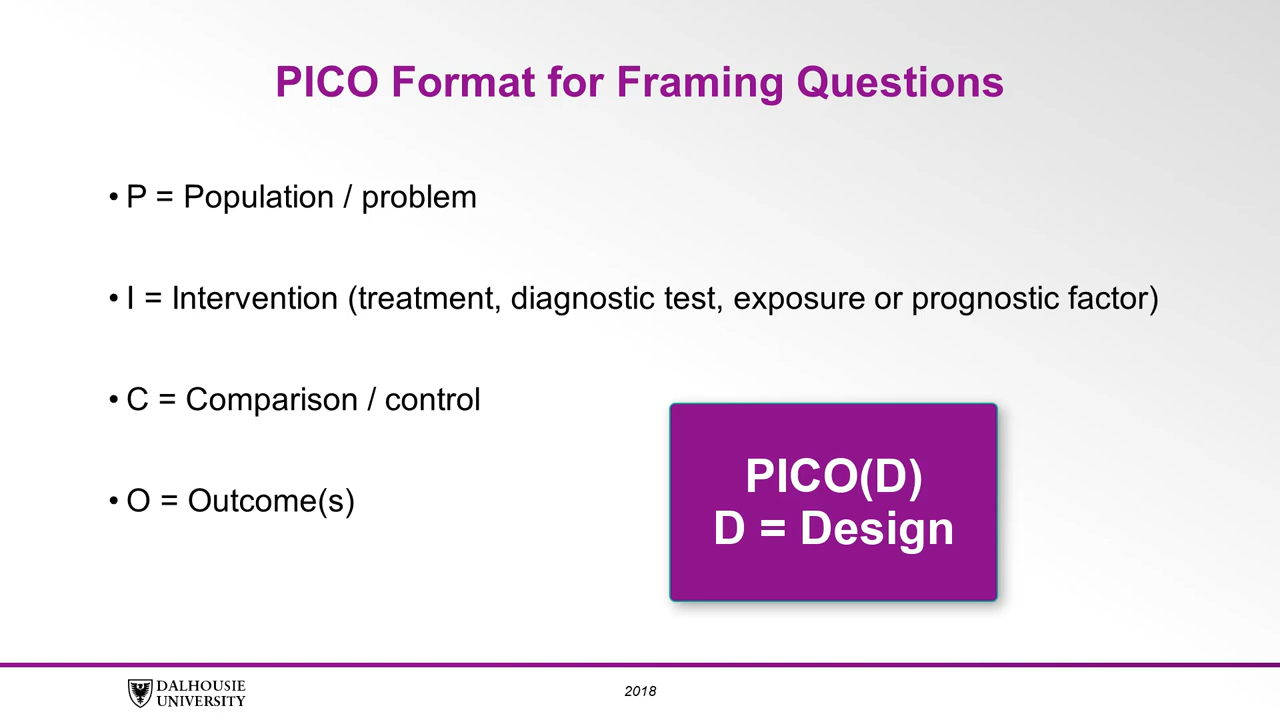 PICO Format for Framing Questions
• P = Population / problem
• I = Intervention (treatment, diagnostic test, exposure or prognostic factor)
• C = Comparison / control
• O = Outcome(s)
PICO(D)
D = Design
DALHOUSIE
UNIVERSITY
2018